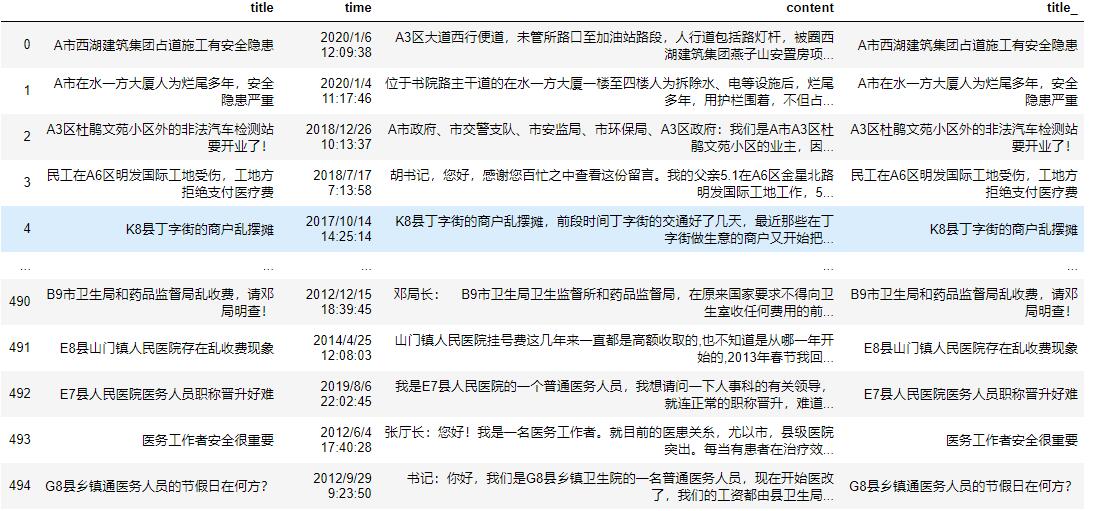 title time content title_
0 A市西湖建筑集团占道施工有安全隐患 2020/1/6 12:09:38 A3区大道西行便道，未管所路口至加油站路段，人行道包括路灯杆，被圈西湖建筑集团燕子山安置房项... A市西湖建筑集团占道施工有安全隐患
1 A市在水一方大厦人为烂尾多年，安全隐患严重 2020/1/4 11:17:46 位于书院路主干道的在水一方大厦一楼至四楼人为拆除水、电等设施后，烂尾多年，用护栏围着，不但占... A市在水一方大厦人为烂尾多年，安全隐患严重
2 A3区杜鹃文苑小区外的非法汽车检测站要开业了！ 2018/12/26 10:13:37 A市政府、市交警支队、市安监局、市环保局、A3区政府：我们是A市A3区杜鹃文苑小区的业主，因... A3区杜鹃文苑小区外的非法汽车检测站要开业了！
3 民工在A6区明发国际工地受伤，工地方拒绝支付医疗费 2018/7/17 7:13:58 胡书记，您好，感谢您百忙之中查看这份留言。我的父亲5.1在A6区金星北路明发国际工地工作，5... 民工在A6区明发国际工地受伤，工地方拒绝支付医疗费
4 K8县丁字街的商户乱摆摊 2017/10/14 14:25:14 K8县丁字街的商户乱摆摊，前段时间丁字街的交通好了几天，最近那些在丁字街做生意的商户又开始把... K8县丁字街的商户乱摆摊
... ... ... ... ...
490 B9市卫生局和药品监督局乱收费，请邓局明查！ 2012/12/15 18:39:45 邓局长： B9市卫生局卫生监督所和药品监督局，在原来国家要求不得向卫生室收任何费用的前... B9市卫生局和药品监督局乱收费，请邓局明查！
491 E8县山门镇人民医院存在乱收费现象 2014/4/25 12:08:03 山门镇人民医院挂号费这几年来一直都是高额收取的,也不知道是从哪一年开始的,2013年春节我回... E8县山门镇人民医院存在乱收费现象
492 E7县人民医院医务人员职称晋升好难 2019/8/6 22:02:45 我是E7县人民医院的一个普通医务人员，我想请问一下人事科的有关领导，就连正常的职称晋升，难道... E7县人民医院医务人员职称晋升好难
493 医务工作者安全很重要 2012/6/4 17:40:28 张厅长：您好！我是一名医务工作者。就目前的医患关系，尤以市，县级医院突出。每当有患者在治疗效... 医务工作者安全很重要
494 G8县乡镇通医务人员的节假日在何方？ 2012/9/29 9:23:50 书记：你好，我们是G8县乡镇卫生院的一名普通医务人员，现在开始医改了，我们的工资都由县卫生局... G8县乡镇通医务人员的节假日在何方？